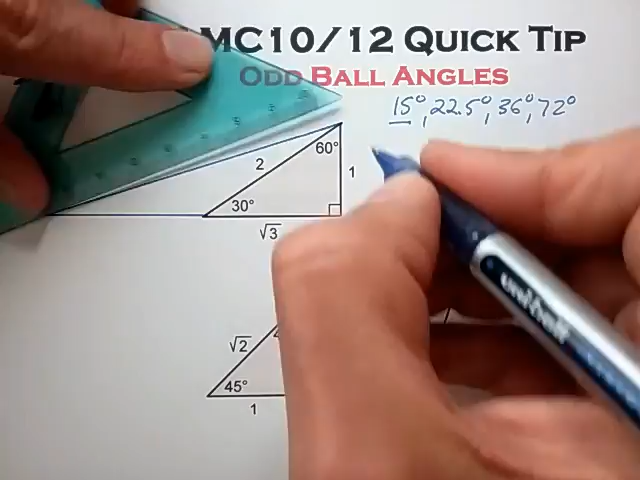 MC10/12 QUICK TIP
ODD BALL ANGLES
15°, 22.5°, 36°, 72°
60°
2
1
30°
√3
√2
45°
1
uni-ball